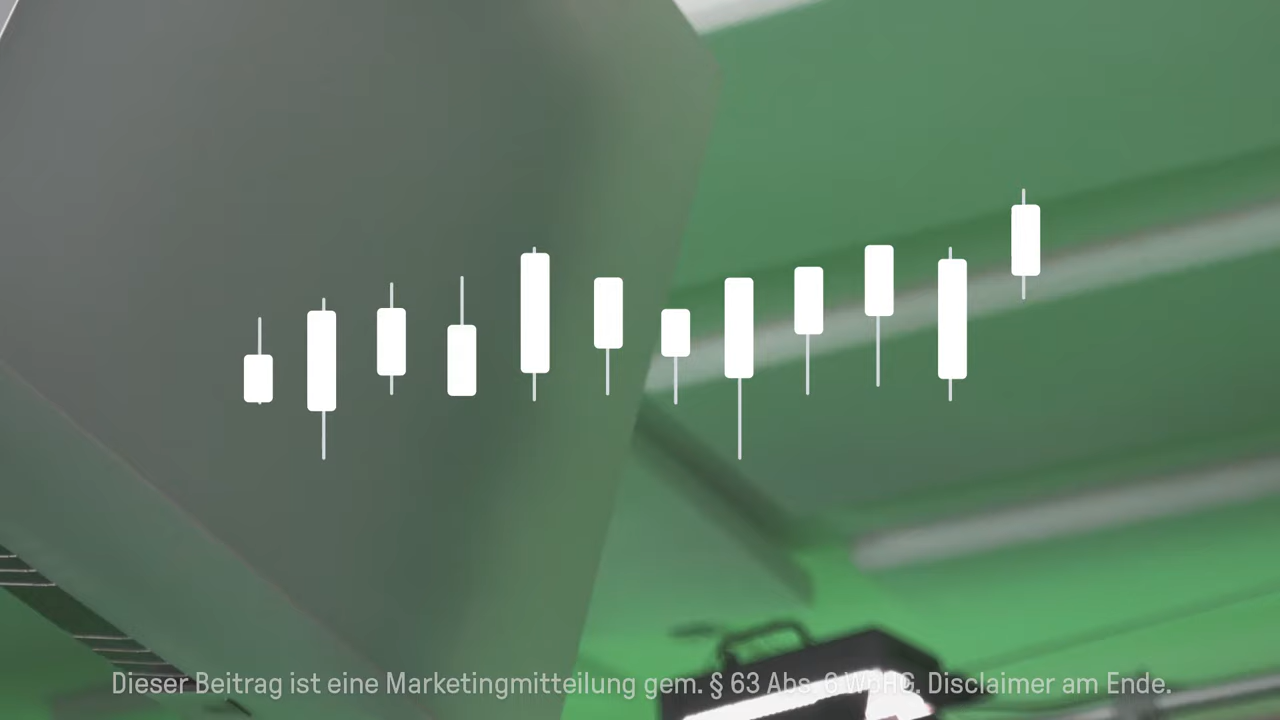 Dieser Beitrag ist eine Marketingmitteilung gem. § 63 Abs. 6 WpHG. Disclaimer am Ende.